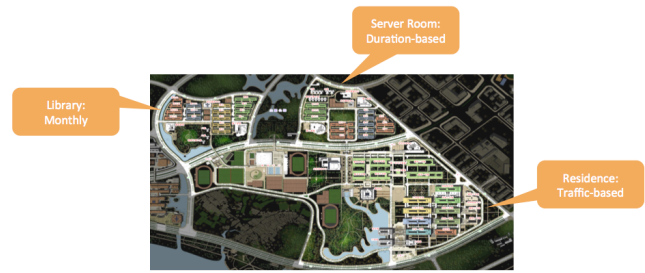 Server Room:
Duration-based
Library:
Monthly
Residence:
Traffic-based